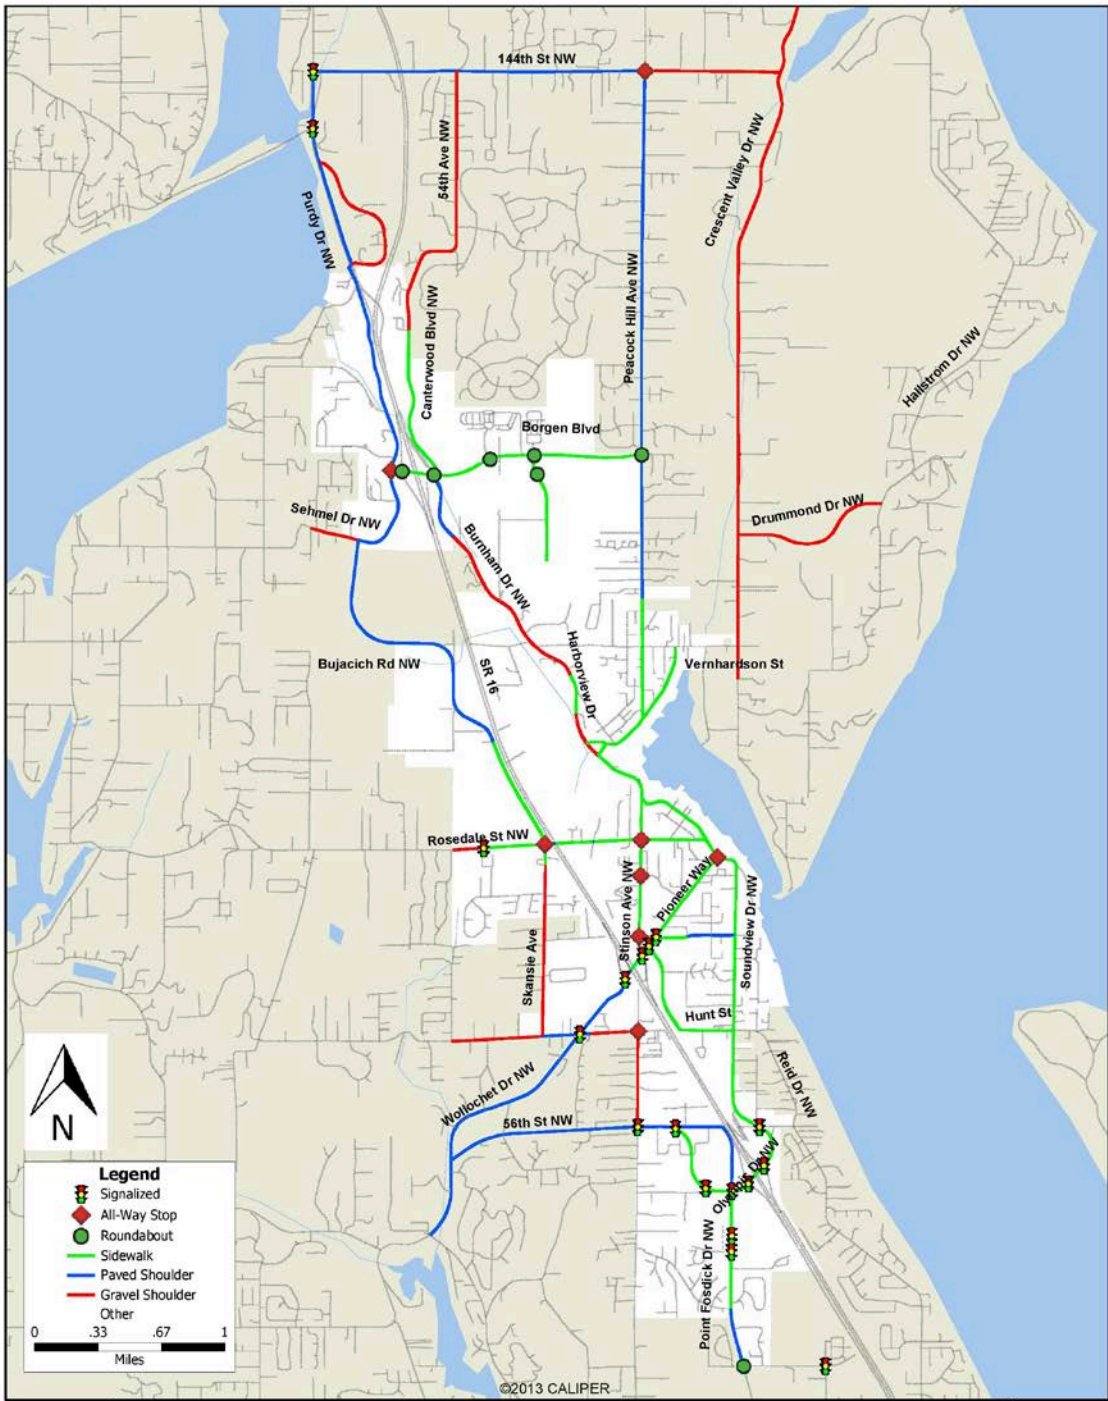 144th St NW
54th Ave NW
Crescent Valley Dr NW
Purdy Dr NW
Peacock Hill Ave NW
Canterwood Blvd NW
Hallstrom Dr NW
Borgen Blvd
Sehmel Dr NW
Drummond Dr NW
Burnham Dr NW
Harborview Dr
Bujacich Rd NW
SR 16
Vernhardson St
Rosedale St NW
Stinson Ave NW
Pioneer Way
Soundview Dr NW
Skansie Ave
Hunt St
Reid Dr NW
Wollochet Dr NW
56th St NW
Olympic Dr NW
Point Fosdick Dr NW
N
Legend
Signalized
All-Way Stop
Roundabout
Sidewalk
Paved Shoulder
Gravel Shoulder
Other
0 .33 .67 1
Miles
©2013 CALIPER